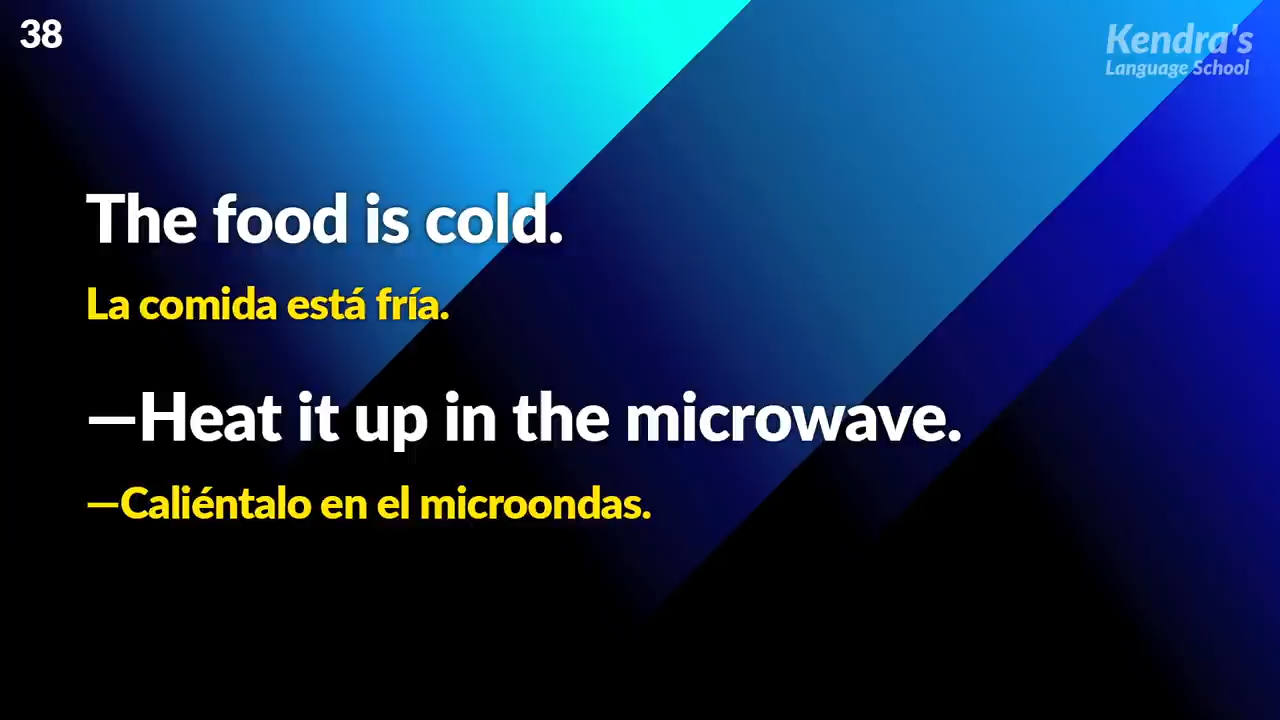 38
Kendra's
Language School
The food is cold.
La comida está fría.
—Heat it up in the microwave.
—Caliéntalo en el microondas.